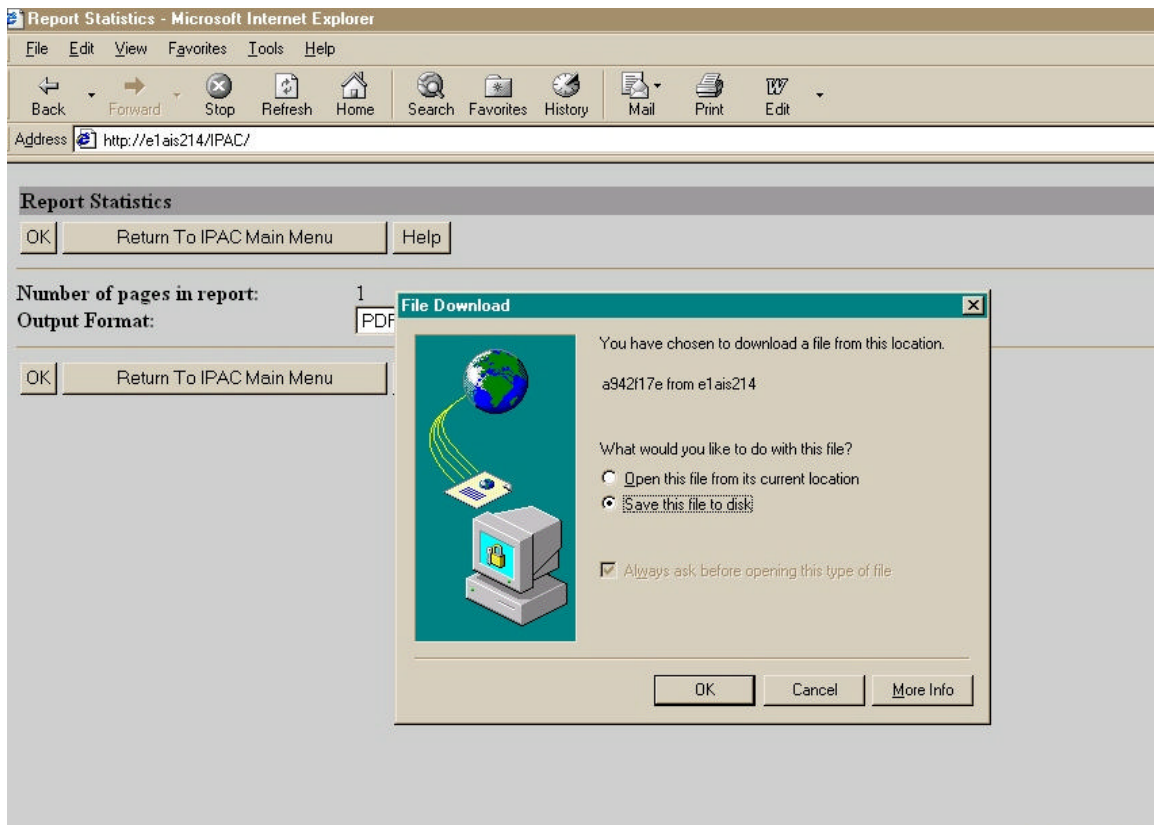 Report Statistics - Microsoft Internet Explorer
File Edit View Favorites Tools Help
Back Forward Stop Refresh Home Search Favorites History Mail Print Edit
Address http://e1ais214/IPAC/
Report Statistics
OK Return To IPAC Main Menu Help
Number of pages in report: 1
Output Format: PDF
OK Return To IPAC Main Menu
File Download
You have chosen to download a file from this location.
a942f17e from e1ais214
What would you like to do with this file?
Open this file from its current location
Save this file to disk
Always ask before opening this type of file
OK Cancel More Info